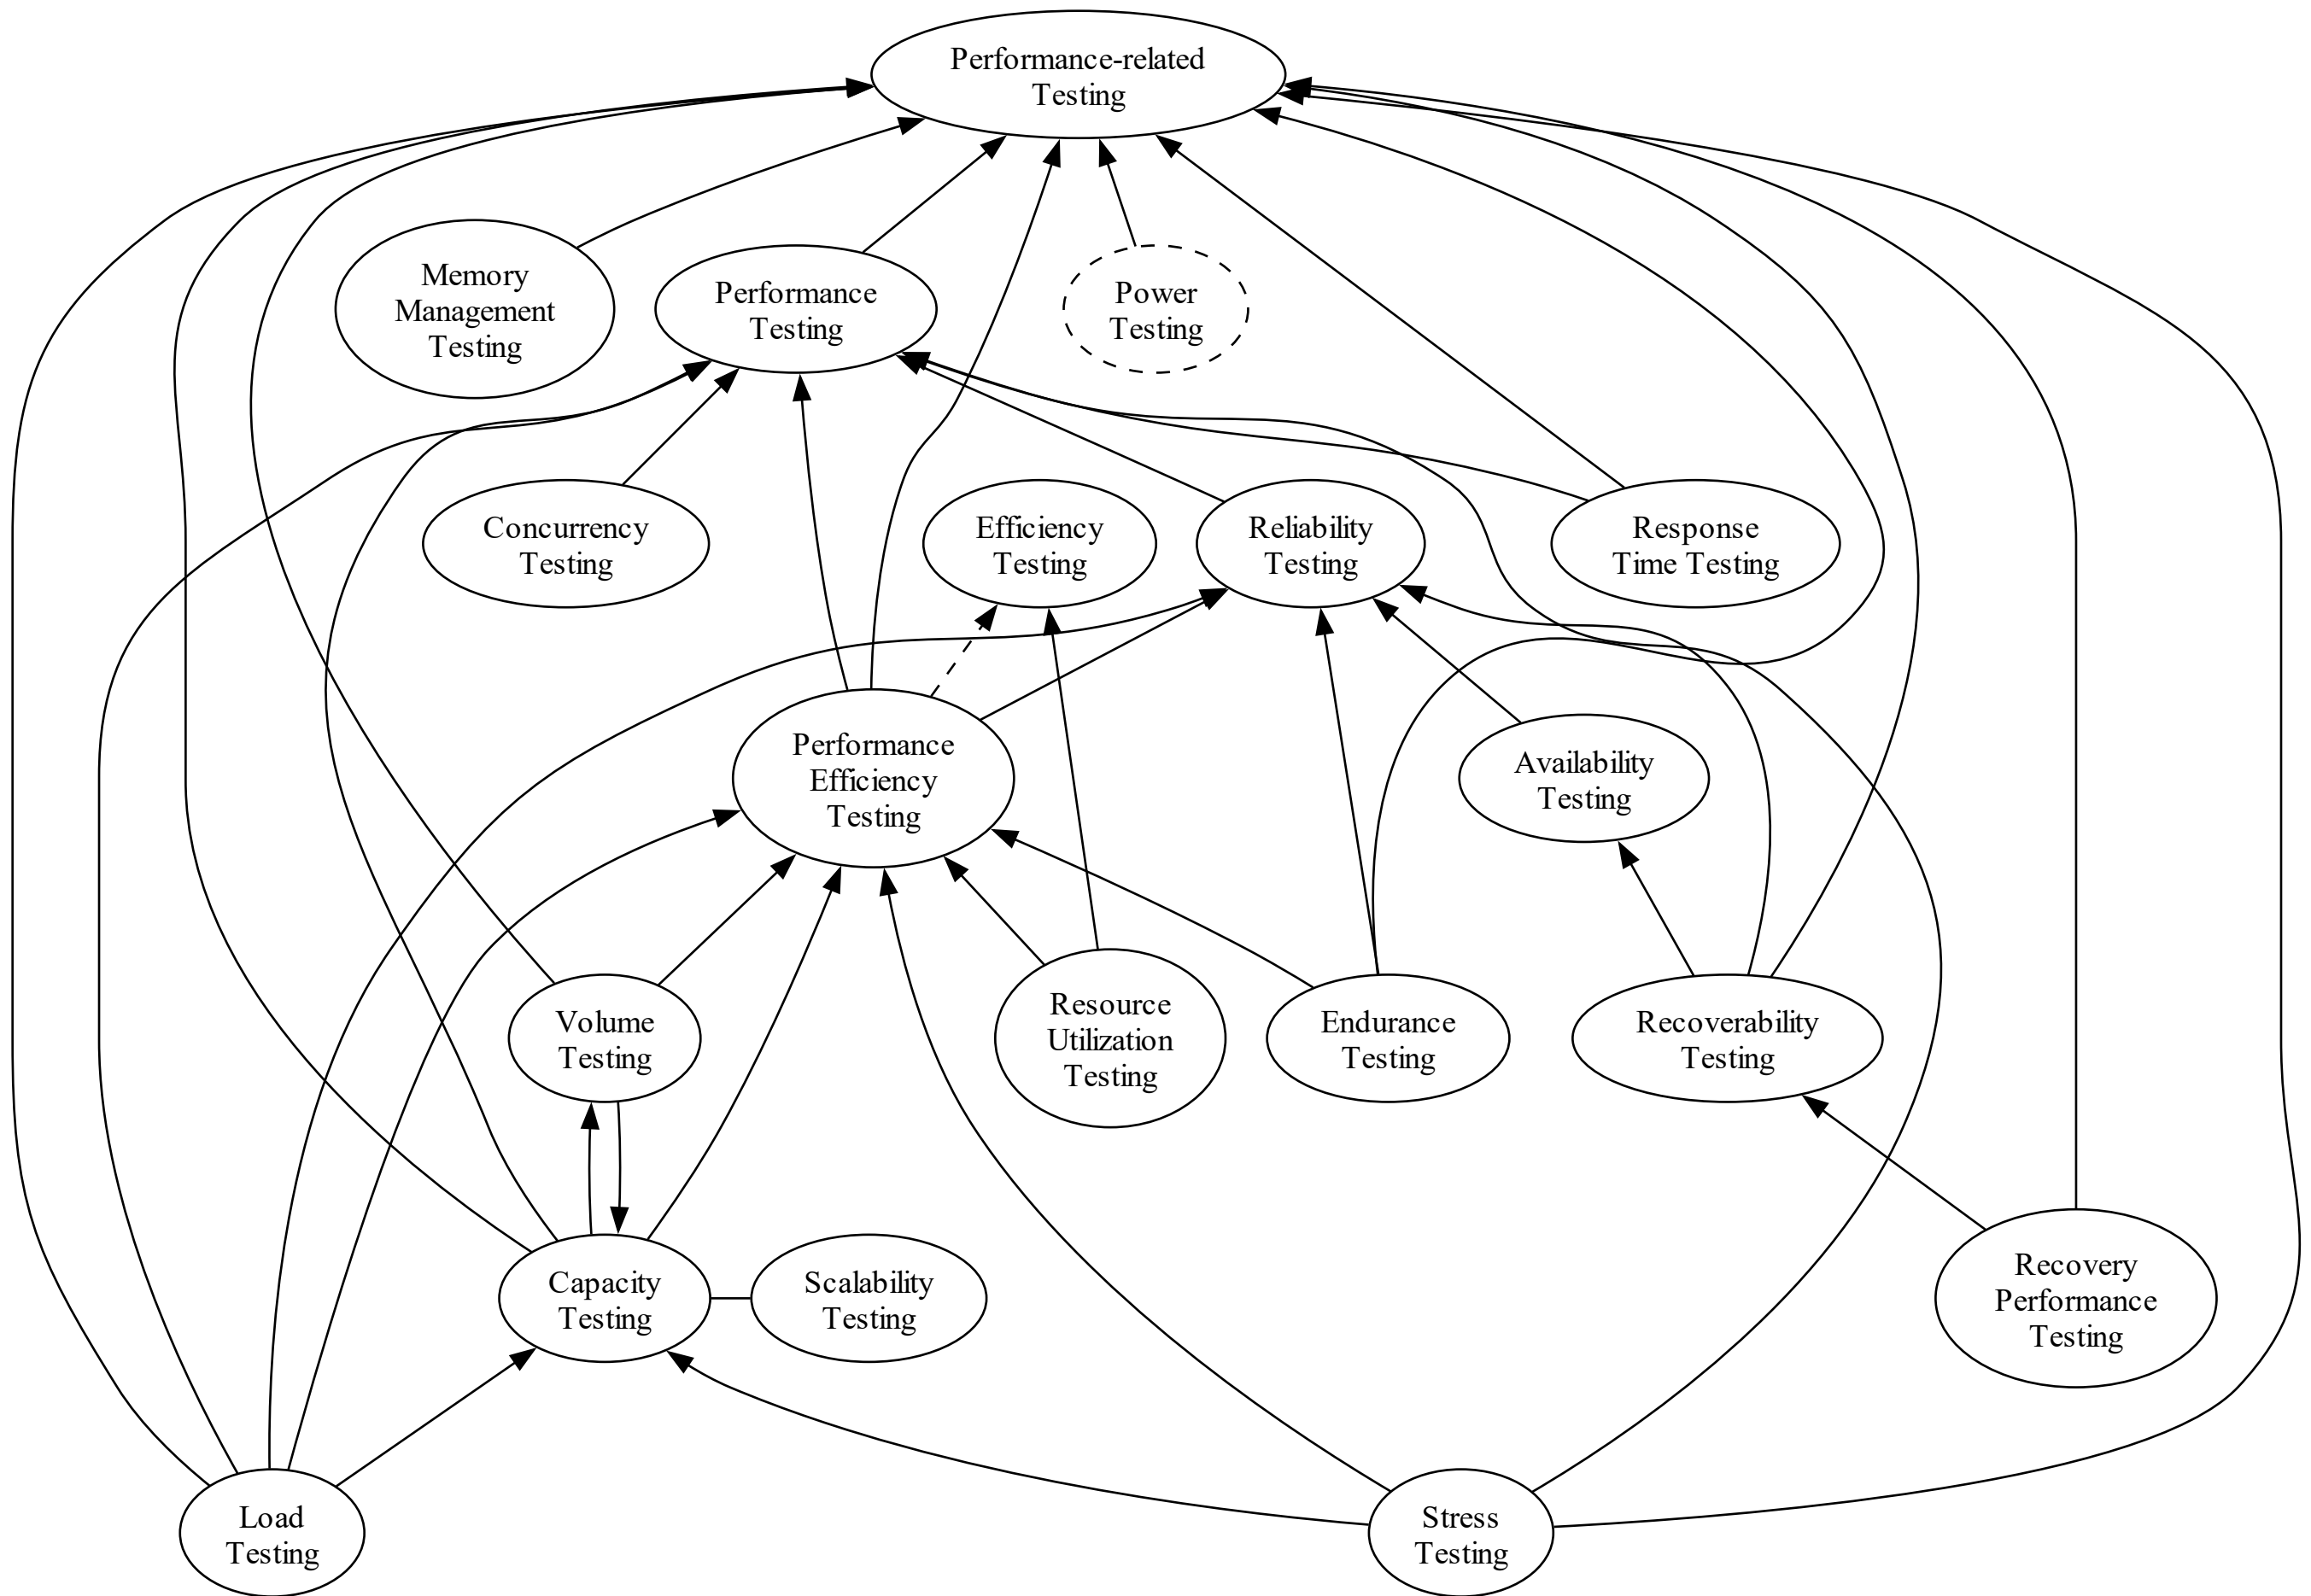 Performance-related
Testing
Memory
Management
Testing
Performance
Testing
Power
Testing
Concurrency
Testing
Efficiency
Testing
Reliability
Testing
Response
Time Testing
Performance
Efficiency
Testing
Availability
Testing
Volume
Testing
Resource
Utilization
Testing
Endurance
Testing
Recoverability
Testing
Capacity
Testing
Scalability
Testing
Recovery
Performance
Testing
Load
Testing
Stress
Testing